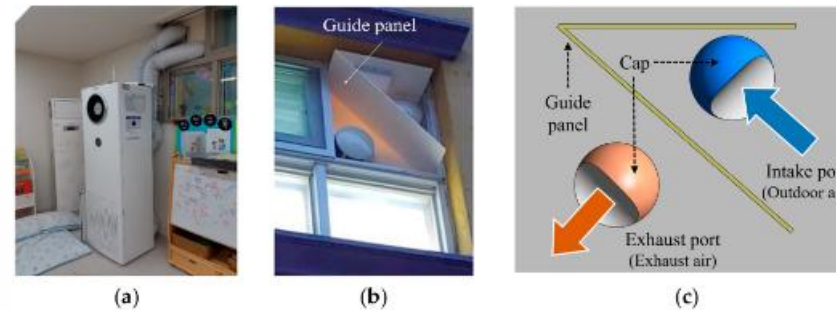 Guide panel
Cap
Guide
panel
Intake po
(Outdoor a
Exhaust port
(Exhaust air)
(a)
(b)
(c)